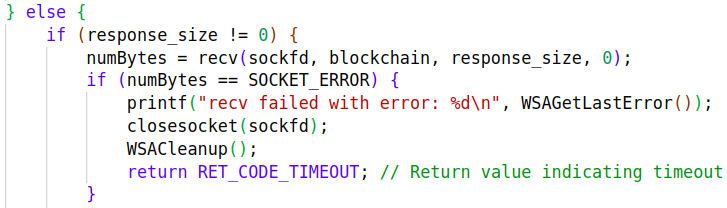 } else {
    if (response_size != 0) {
        numBytes = recv(sockfd, blockchain, response_size, 0);
        if (numBytes == SOCKET_ERROR) {
            printf("recv failed with error: %d\n", WSAGetLastError());
            closesocket(sockfd);
            WSACleanup();
            return RET_CODE_TIMEOUT; // Return value indicating timeout
        }